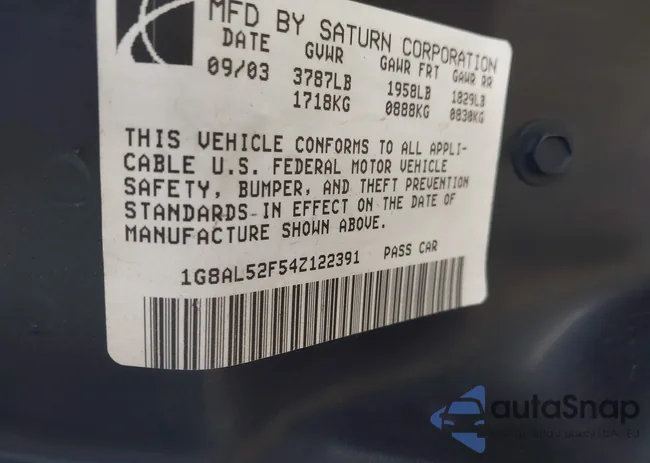 MFD BY SATURN CORPORATION
DATE GVWR GAWR FRT GAWR RR
09/03 3787LB 1958LB 1829LB
1718KG 0888KG 0830KG
THIS VEHICLE CONFORMS TO ALL APPLI-
CABLE U.S. FEDERAL MOTOR VEHICLE
SAFETY, BUMPER, AND THEFT PREVENTION
STANDARDS IN EFFECT ON THE DATE OF
MANUFACTURE SHOWN ABOVE.
1G8AL52F54Z122391 PASS CAR
autoSnap